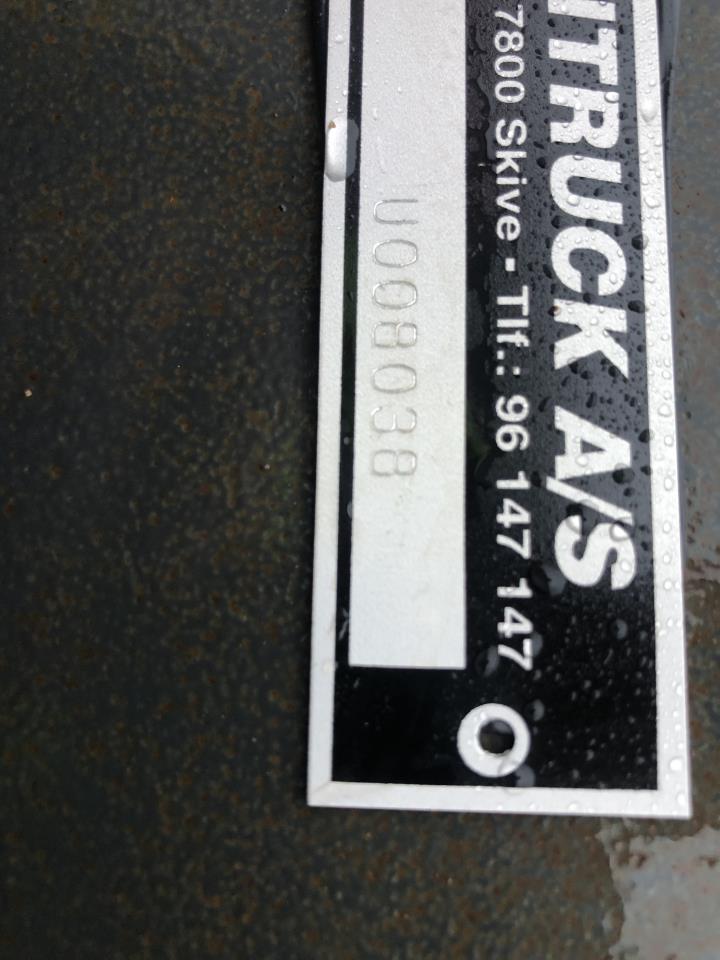 ITRUCK A/S
7800 Skive · Tlf.: 96 147 147
U008038